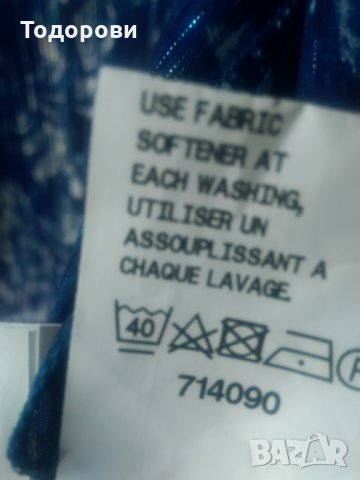 Тодорови
USE FABRIC
SOFTENER AT
EACH WASHING,
UTILISER UN
ASSOUPLISSANT A
CHAQUE LAVAGE.
40 P
714090
BAZAR